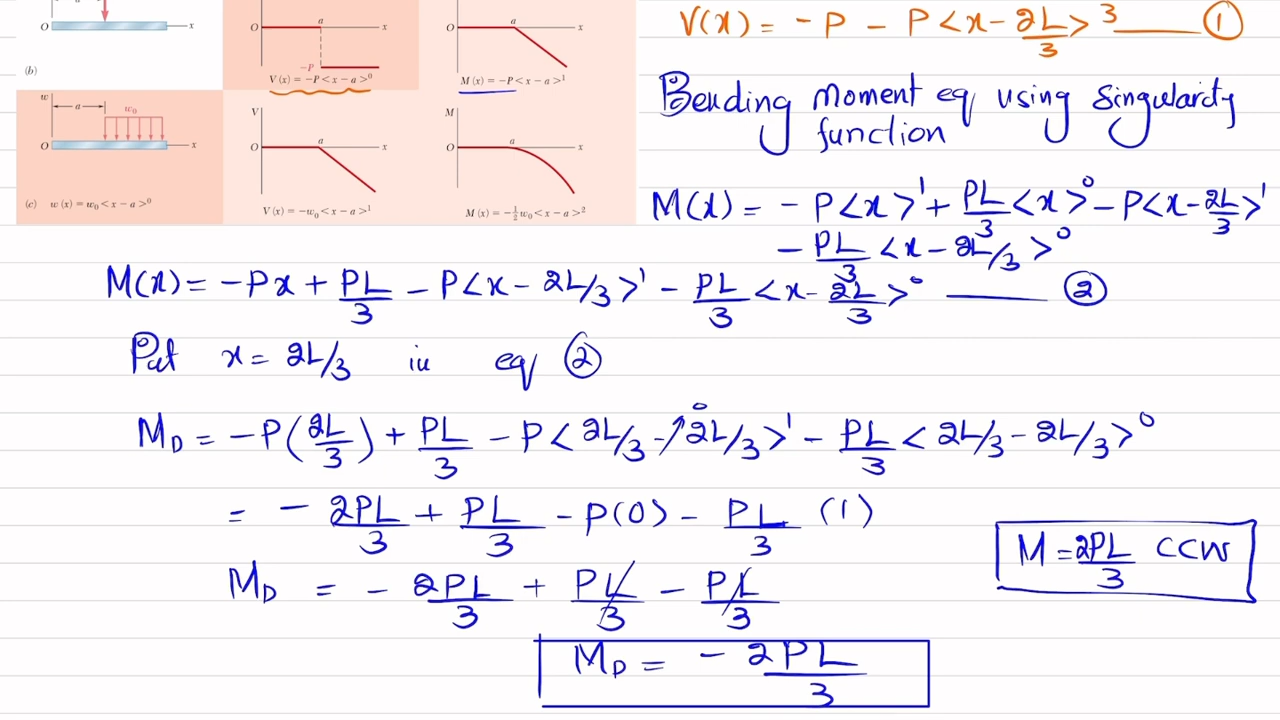 V(x) = -P - P<x - 2L/3>3 ——— ①
O x V O a x -P M O a x
(b) V (x) = -P < x - a >⁰ M (x) = -P < x - a >¹
Bending moment eq using Singularity
function
w a w₀ O x V O a x M O a x
(c) w (x) = w₀ < x - a >⁰ V (x) = -w₀ < x - a >¹ M (x) = -½ w₀ < x - a >²
M(x) = - P<x>¹ + PL/3 <x>⁰ - P<x - 2L/3>¹
- PL/3 <x - 2L/3>⁰
M(x) = -Px + PL/3 - P<x - 2L/3>¹ - PL/3 <x - 2L/3>⁰ ——— ②
Put x = 2L/3 in eq ②
M_D = -P(2L/3) + PL/3 - P<2L/3 - 2L/3>¹ 0 - PL/3 <2L/3 - 2L/3>⁰
= - 2PL/3 + PL/3 - P(0) - PL/3 (1)
M = 2PL/3 CCW
M_D = - 2PL/3 + PL/3 - PL/3
M_D = - 2PL/3